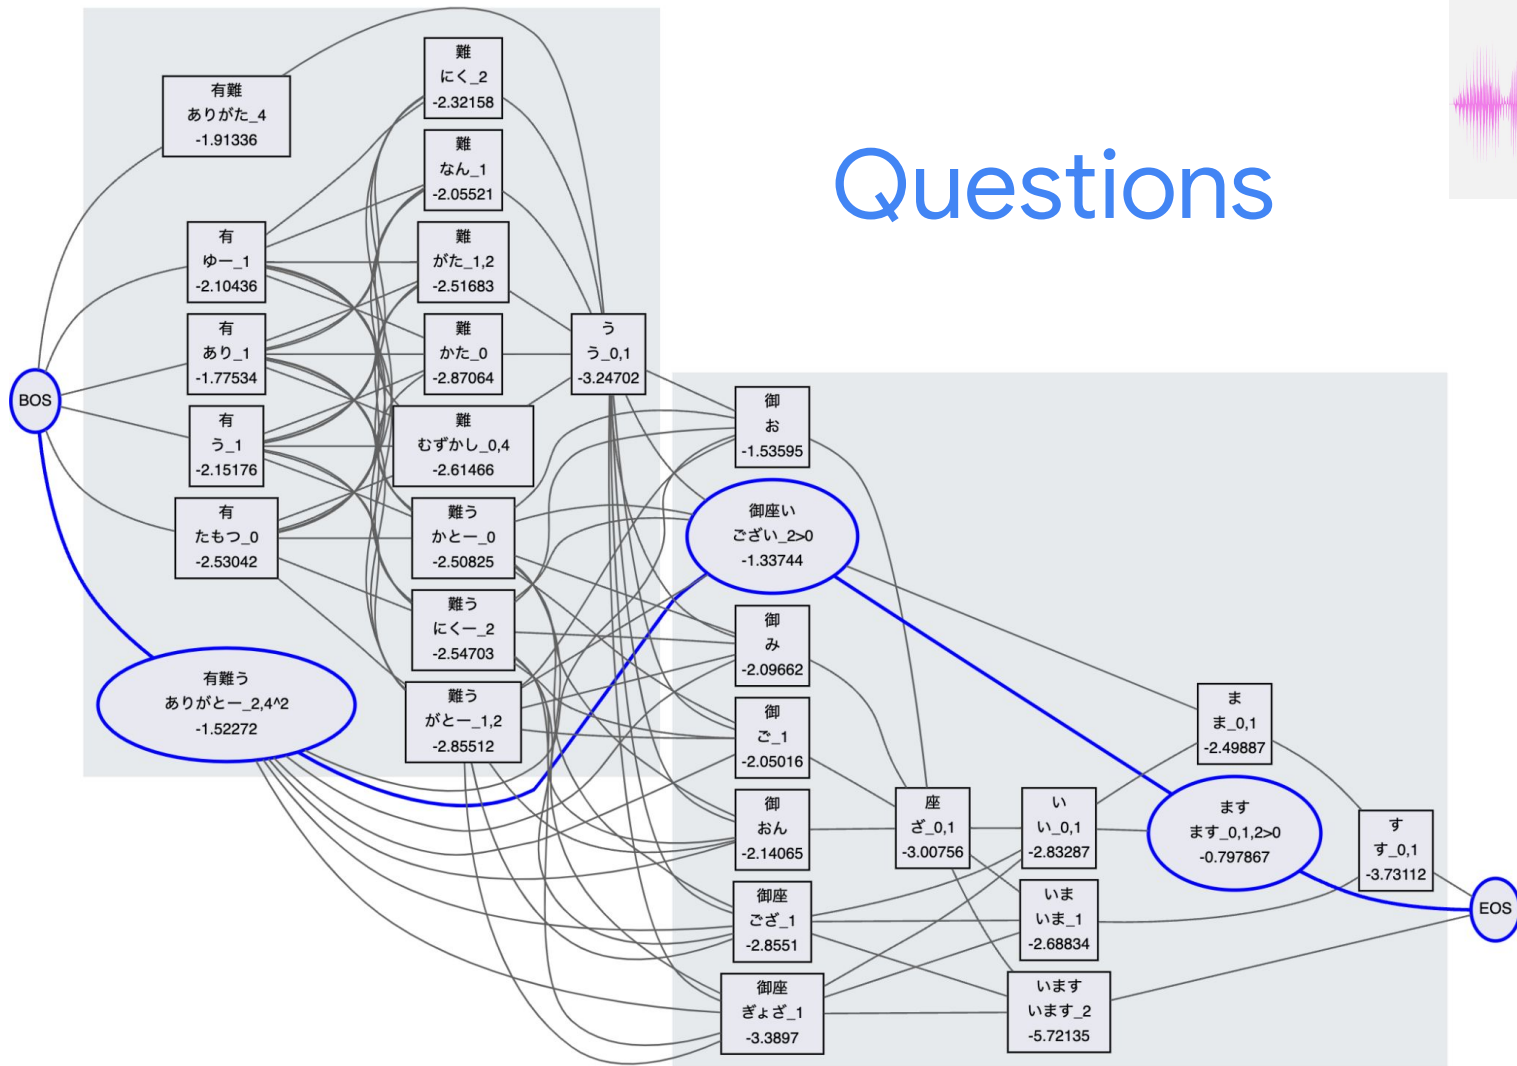 Questions
BOS
有難
ありがた_4
-1.91336
有
ゆー_1
-2.10436
有
あり_1
-1.77534
有
う_1
-2.15176
有
たもつ_0
-2.53042
有難う
ありがとー_2,4^2
-1.52272
難
にく_2
-2.32158
難
なん_1
-2.05521
難
がた_1,2
-2.51683
難
かた_0
-2.87064
難
むずかし_0,4
-2.61466
難う
かとー_0
-2.50825
難う
にくー_2
-2.54703
難う
がとー_1,2
-2.85512
う
う_0,1
-3.24702
御
お
-1.53595
御座い
ござい_2>0
-1.33744
御
み
-2.09662
御
ご_1
-2.05016
御
おん
-2.14065
御座
ござ_1
-2.8551
御座
ぎょざ_1
-3.3897
座
ざ_0,1
-3.00756
い
い_0,1
-2.83287
いま
いま_1
-2.68834
います
います_2
-5.72135
ま
ま_0,1
-2.49887
ます
ます_0,1,2>0
-0.797867
す
す_0,1
-3.73112
EOS